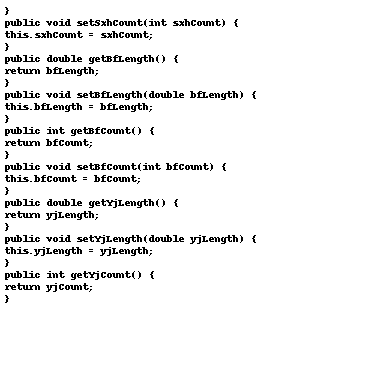 }
public void setSxhCount(int sxhCount) {
this.sxhCount = sxhCount;
}
public double getBfLength() {
return bfLength;
}
public void setBfLength(double bfLength) {
this.bfLength = bfLength;
}
public int getBfCount() {
return bfCount;
}
public void setBfCount(int bfCount) {
this.bfCount = bfCount;
}
public double getYjLength() {
return yjLength;
}
public void setYjLength(double yjLength) {
this.yjLength = yjLength;
}
public int getYjCount() {
return yjCount;
}